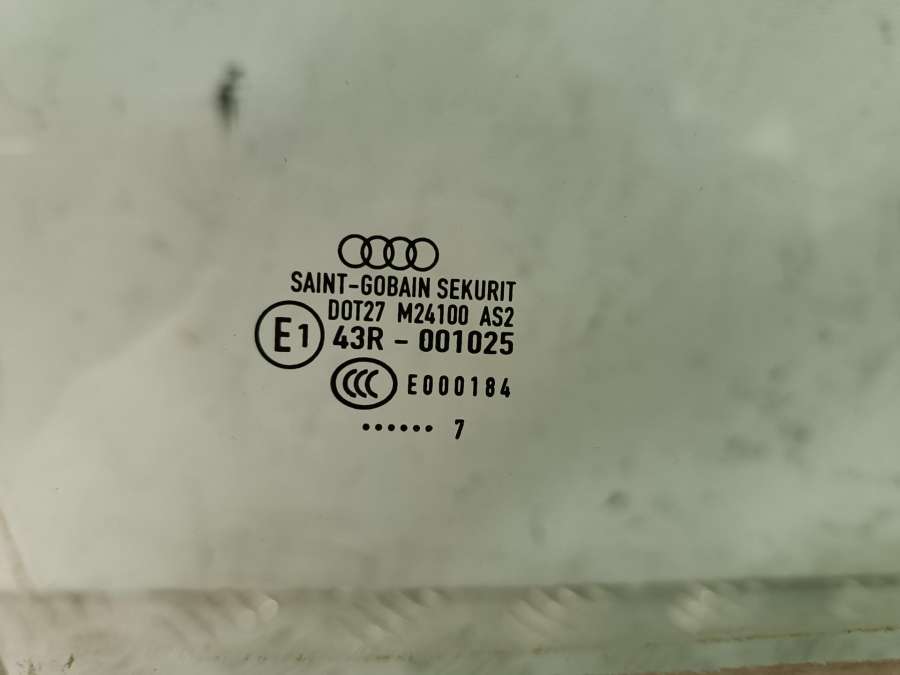 SAINT-GOBAIN SEKURIT
DOT27 M24100 AS2
E1 43R - 001025
CCC E000184
...... 7